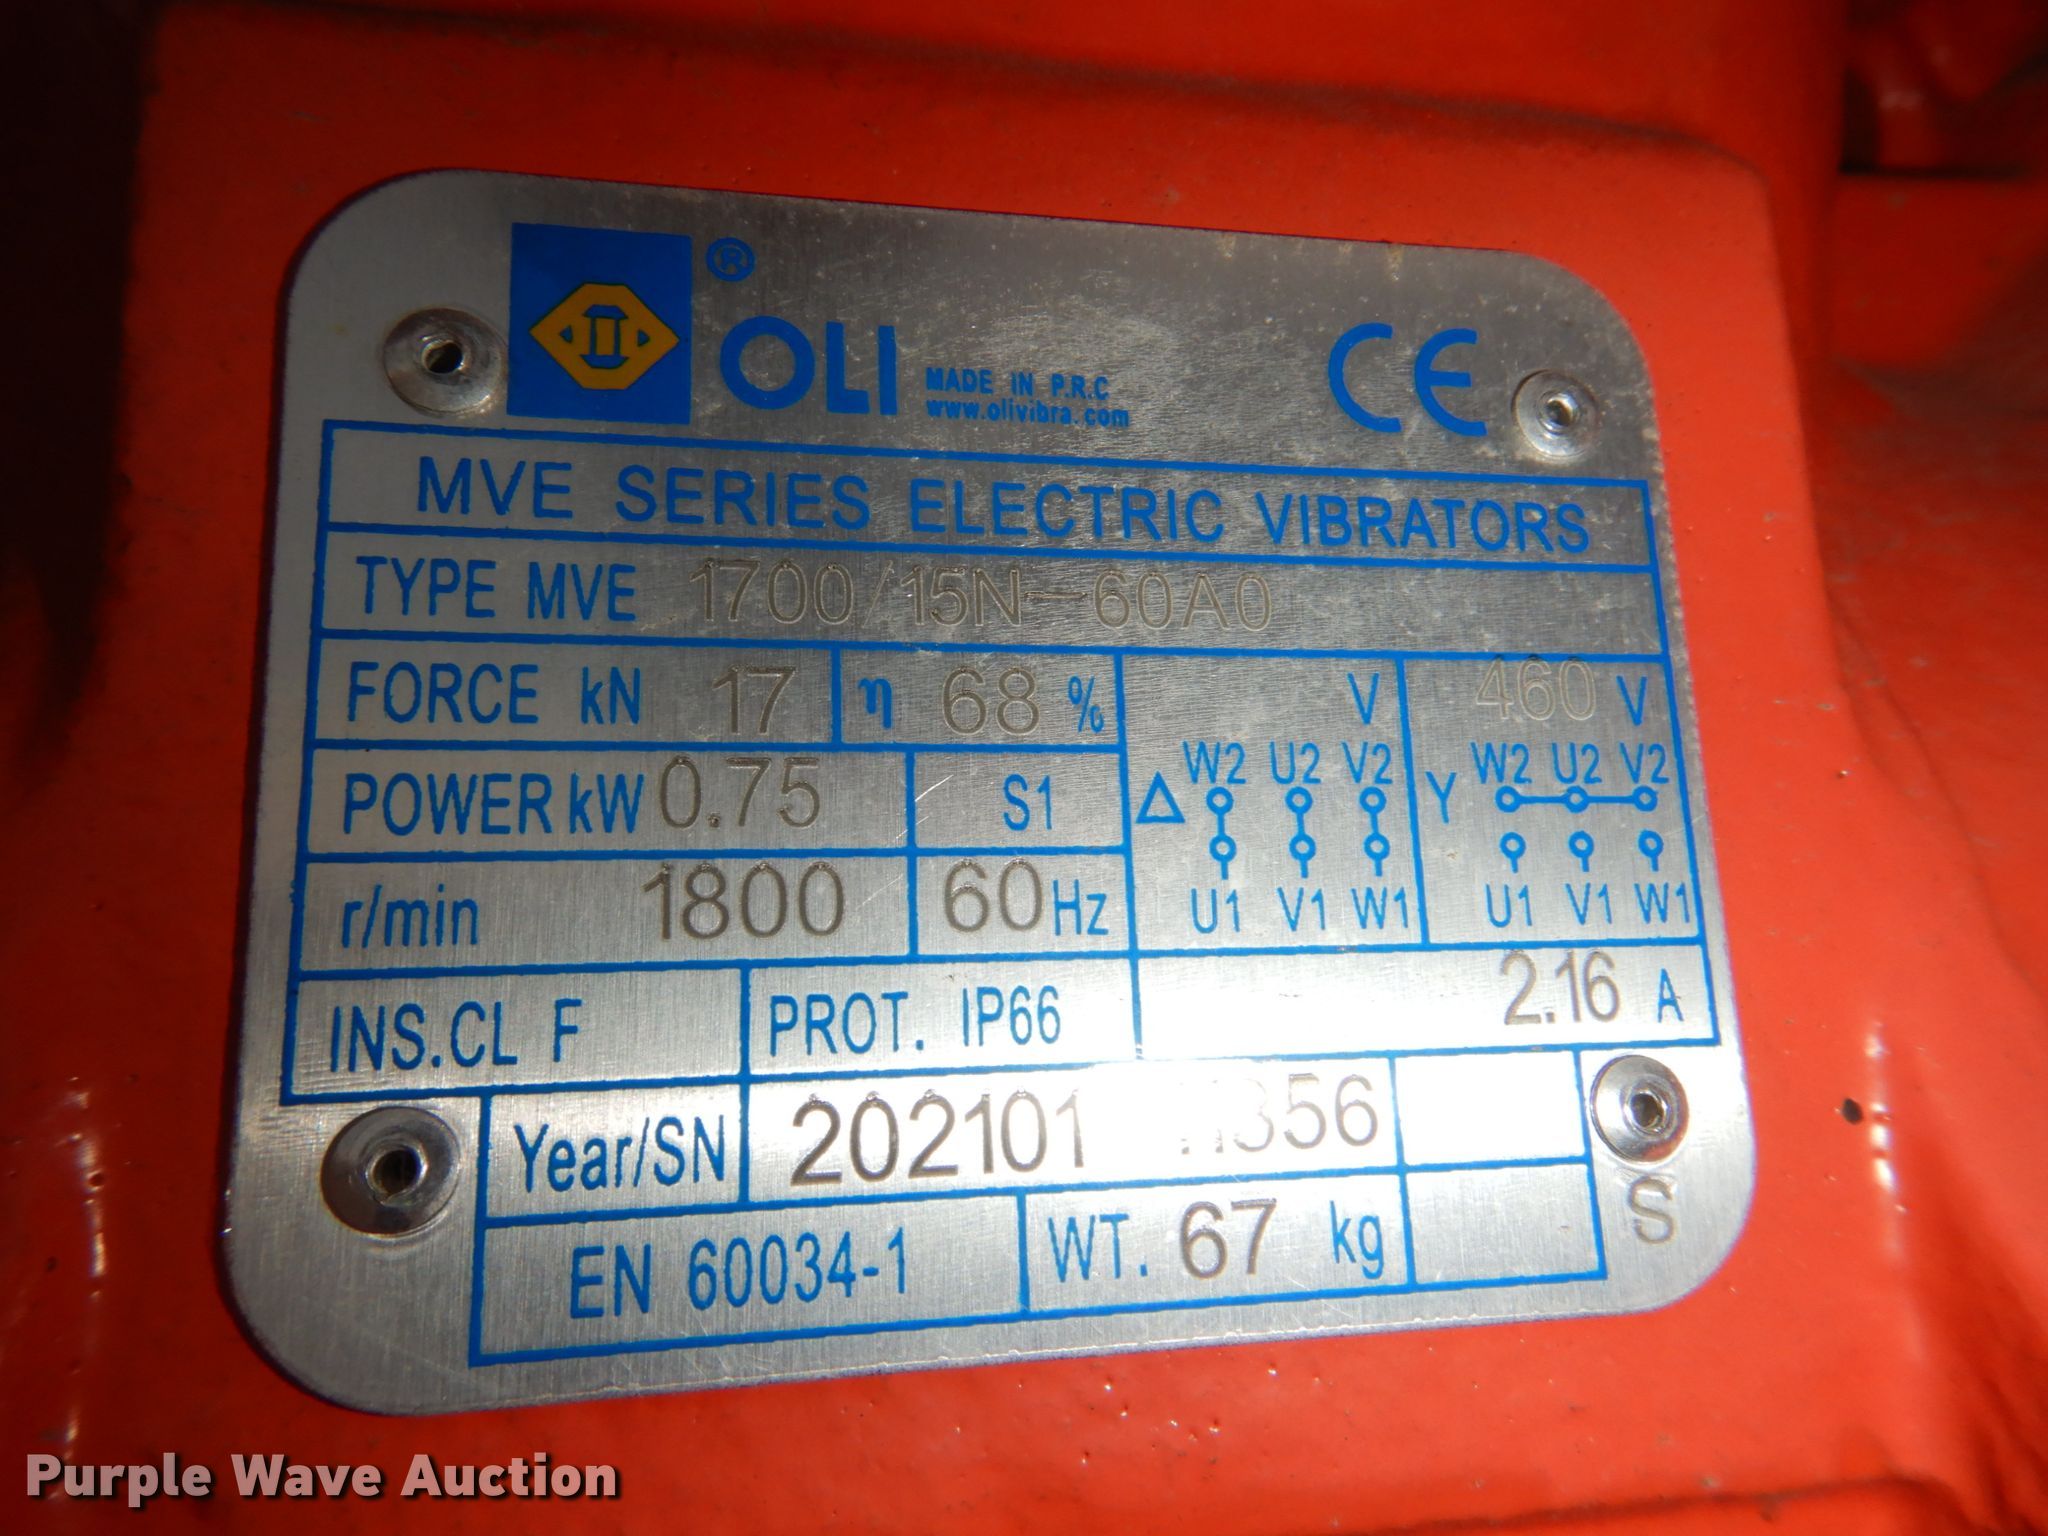 ® OLI MADE IN P.R.C
www.olivibra.com
CE
MVE SERIES ELECTRIC VIBRATORS
TYPE MVE 1700/15N-60A0
FORCE kN 17 η 68 % V 460 V
POWER kW 0.75 S1 △ W2 U2 V2 Y W2 U2 V2
r/min 1800 60 Hz U1 V1 W1 U1 V1 W1
INS.CL F PROT. IP66 2.16 A
Year/SN 202101
EN 60034-1 WT. 67 kg S
Purple Wave Auction